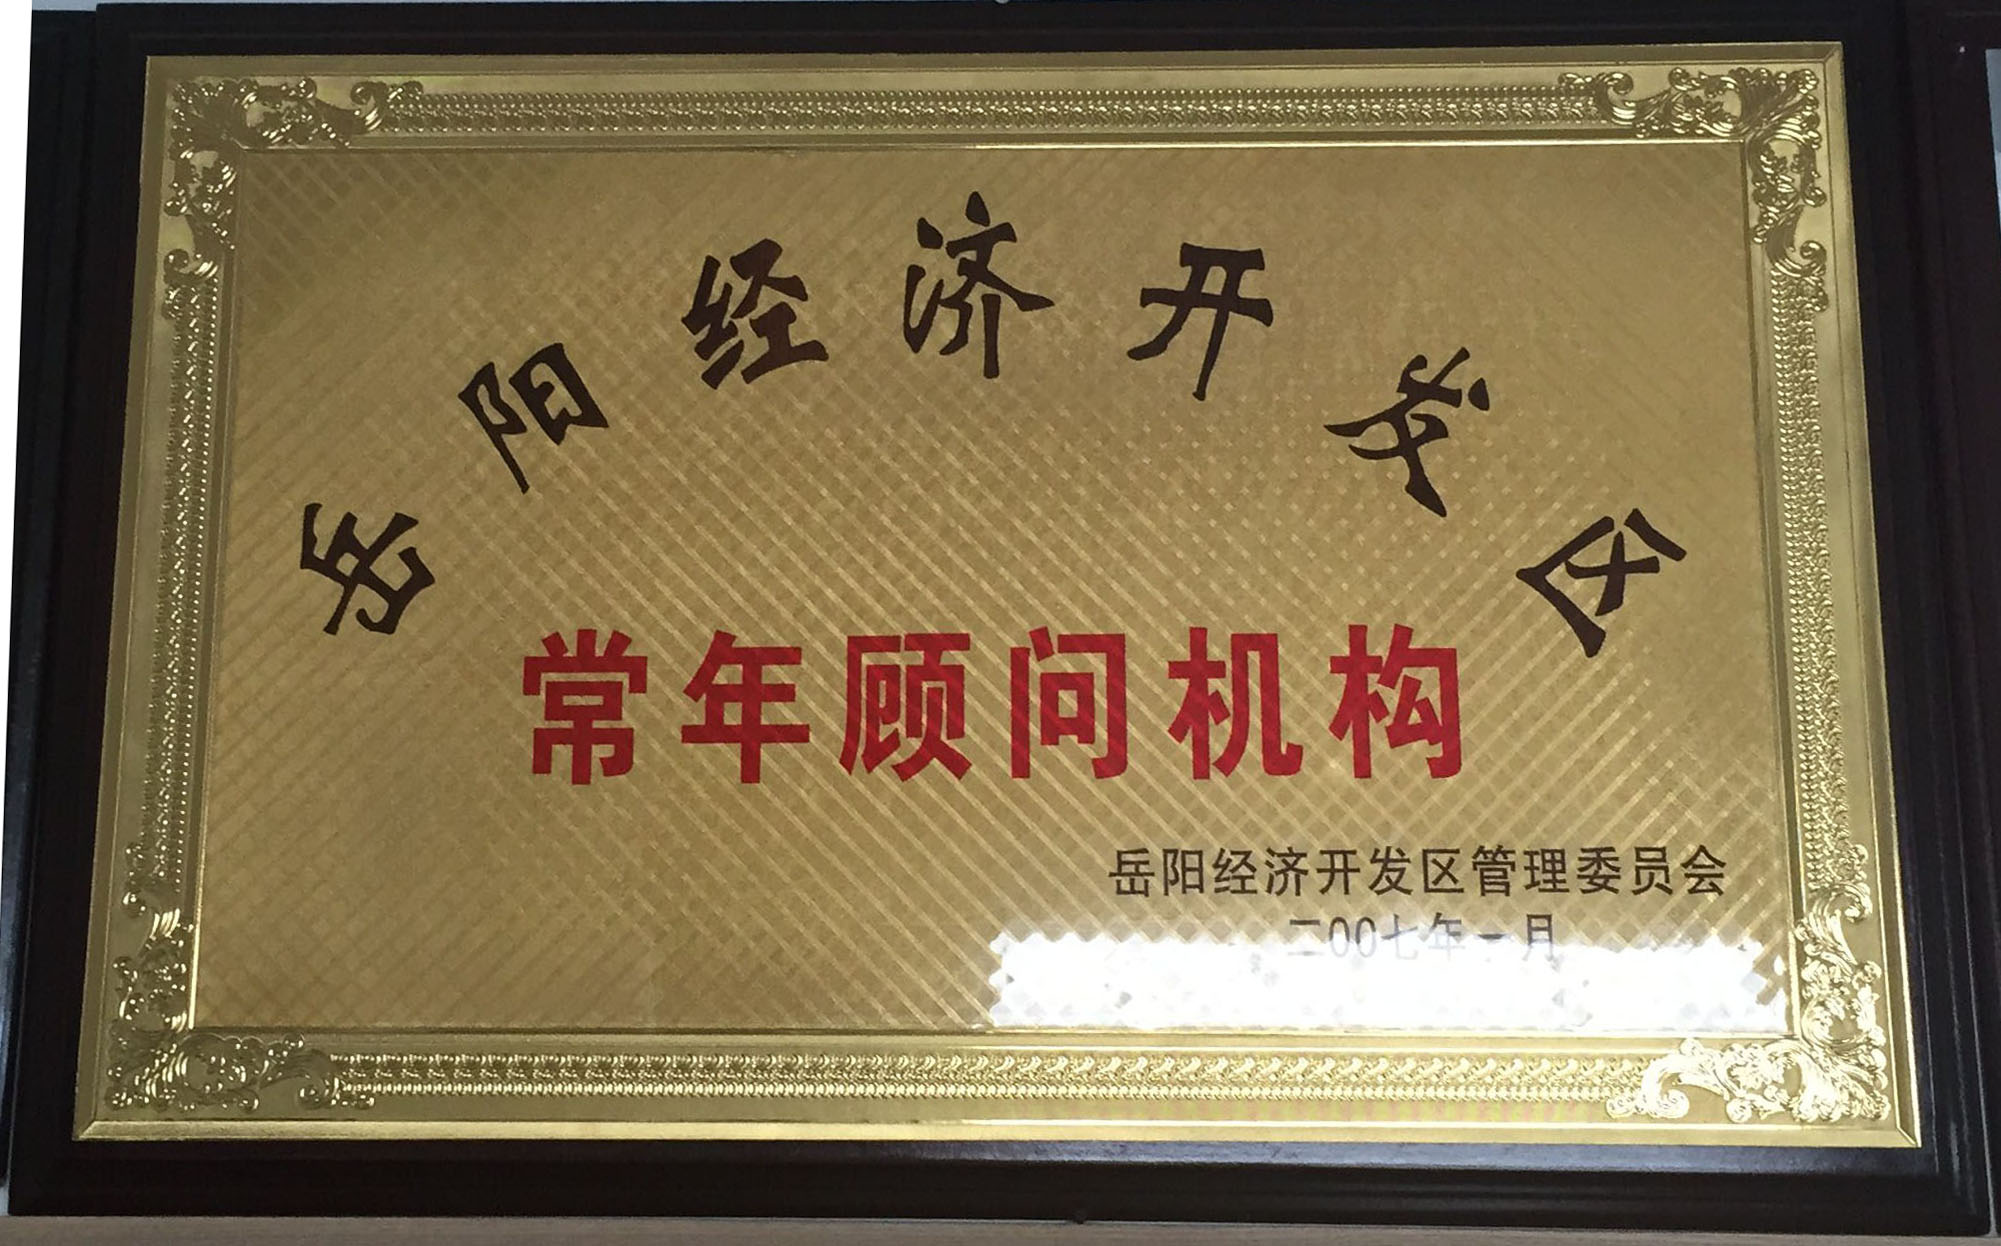 岳阳经济开发区
常年顾问机构
岳阳经济开发区管理委员会
二00七年一月